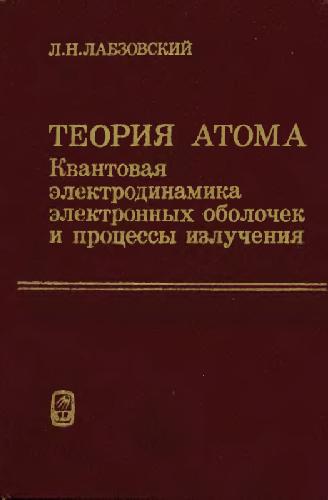 Л.Н.ЛАБЗОВСКИЙ
ТЕОРИЯ АТОМА
Квантовая
электродинамика
электронных оболочек
и процессы излучения